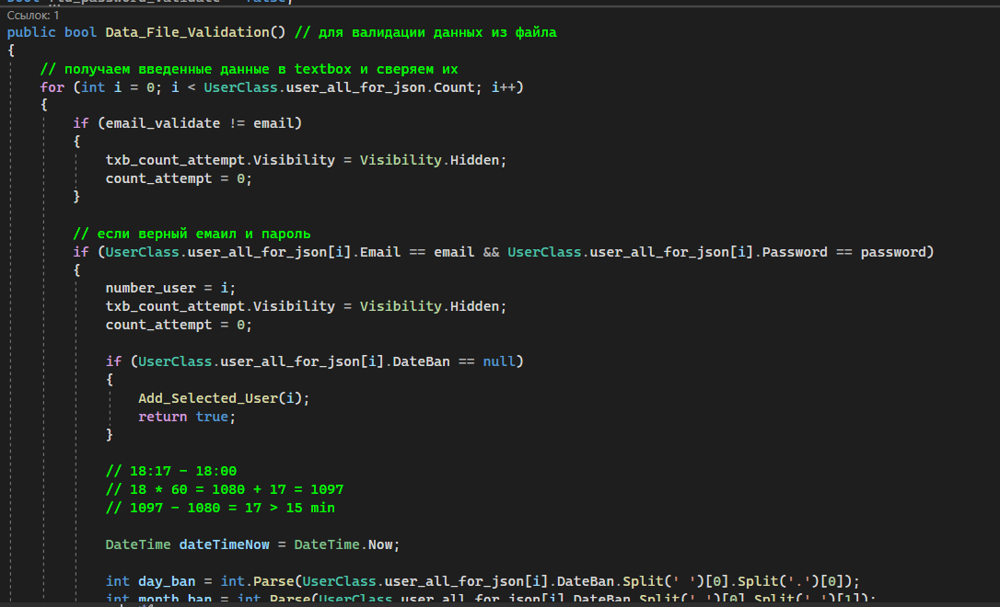 Ссылок: 1
public bool Data_File_Validation() // для валидации данных из файла
{
// получаем введенные данные в textbox и сверяем их
for (int i = 0; i < UserClass.user_all_for_json.Count; i++)
{
if (email_validate != email)
{
txb_count_attempt.Visibility = Visibility.Hidden;
count_attempt = 0;
}
// если верный емаил и пароль
if (UserClass.user_all_for_json[i].Email == email && UserClass.user_all_for_json[i].Password == password)
{
number_user = i;
txb_count_attempt.Visibility = Visibility.Hidden;
count_attempt = 0;
if (UserClass.user_all_for_json[i].DateBan == null)
{
Add_Selected_User(i);
return true;
}
// 18:17 - 18:00
// 18 * 60 = 1080 + 17 = 1097
// 1097 - 1080 = 17 > 15 min
DateTime dateTimeNow = DateTime.Now;
int day_ban = int.Parse(UserClass.user_all_for_json[i].DateBan.Split(' ')[0].Split('.')[0]);
int month_ban = int.Parse(UserClass.user_all_for_json[i].DateBan.Split(' ')[0].Split('.')[1]);